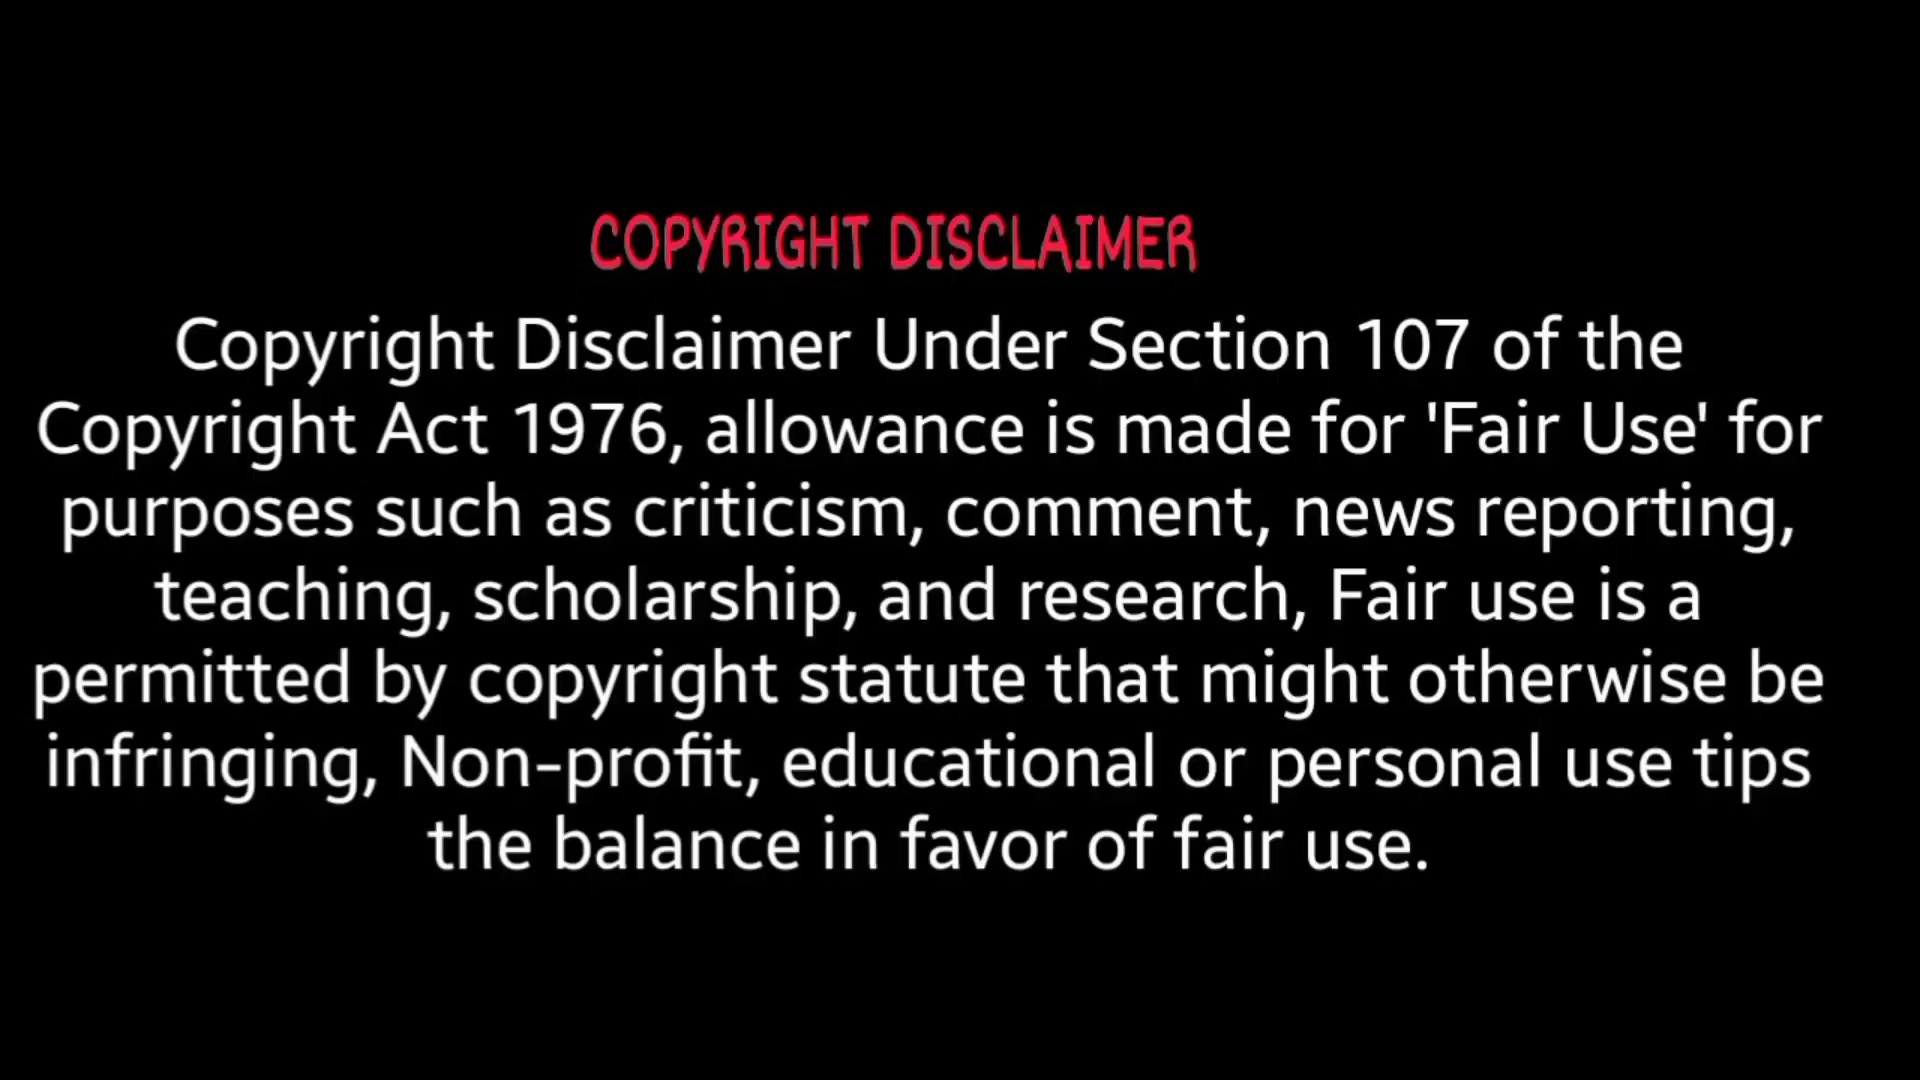 COPYRIGHT DISCLAIMER
Copyright Disclaimer Under Section 107 of the
Copyright Act 1976, allowance is made for 'Fair Use' for
purposes such as criticism, comment, news reporting,
teaching, scholarship, and research, Fair use is a
permitted by copyright statute that might otherwise be
infringing, Non-profit, educational or personal use tips
the balance in favor of fair use.